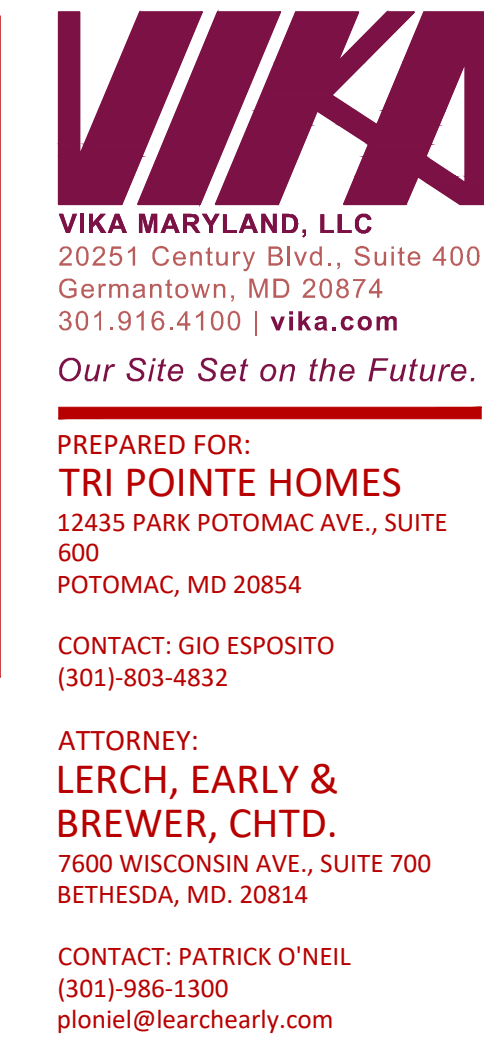 VIKA
VIKA MARYLAND, LLC
20251 Century Blvd., Suite 400
Germantown, MD 20874
301.916.4100 | vika.com
Our Site Set on the Future.
PREPARED FOR:
TRI POINTE HOMES
12435 PARK POTOMAC AVE., SUITE
600
POTOMAC, MD 20854
CONTACT: GIO ESPOSITO
(301)-803-4832
ATTORNEY:
LERCH, EARLY &
BREWER, CHTD.
7600 WISCONSIN AVE., SUITE 700
BETHESDA, MD. 20814
CONTACT: PATRICK O'NEIL
(301)-986-1300
ploniel@learchearly.com